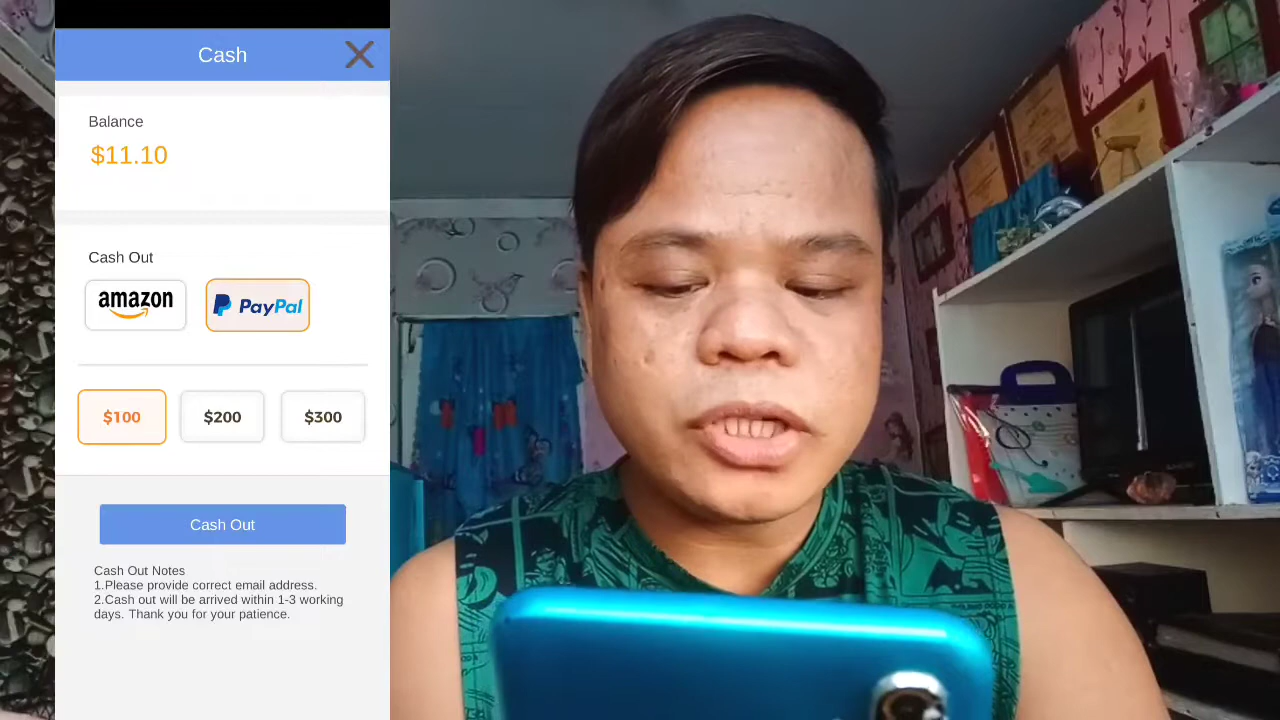 Cash
Balance
$11.10
Cash Out
amazon
PayPal
$100
$200
$300
Cash Out
Cash Out Notes
1.Please provide correct email address.
2.Cash out will be arrived within 1-3 working
days. Thank you for your patience.